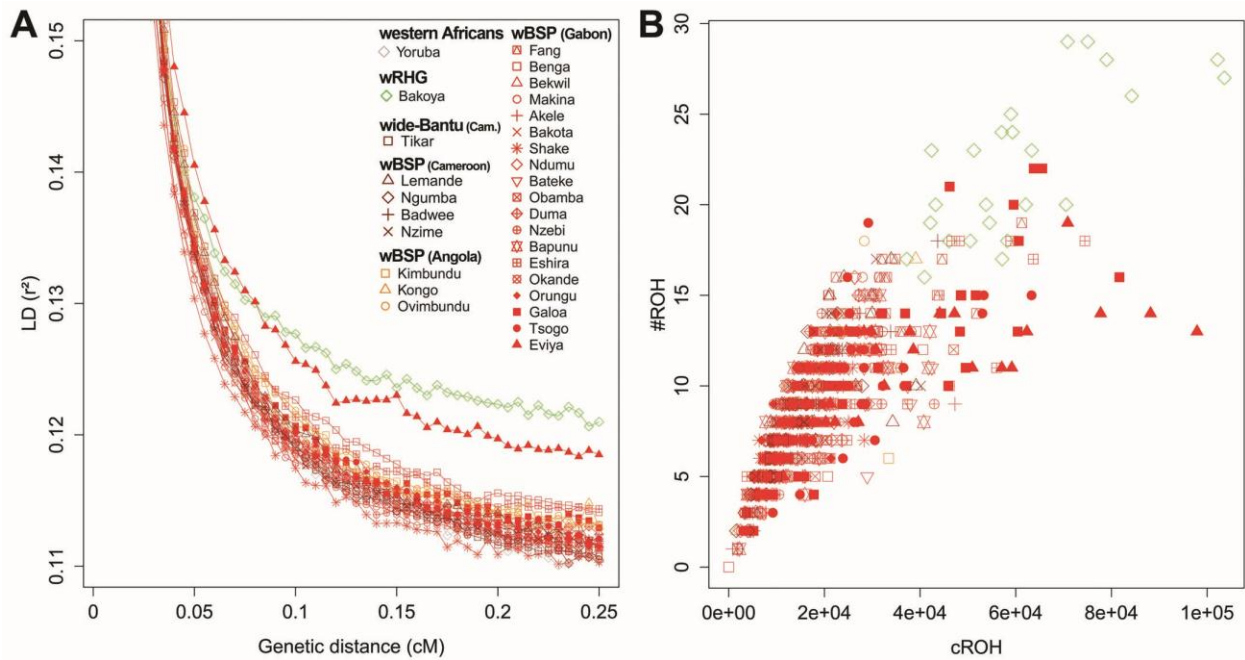 A
0.15
0.14
0.13
0.12
0.11
LD (r²)
0
0.05
0.1
0.15
0.2
0.25
Genetic distance (cM)
western Africans
Yoruba
wRHG
Bakoya
wide-Bantu (Cam.)
Tikar
wBSP (Cameroon)
Lemande
Ngumba
Badwee
Nzime
wBSP (Angola)
Kimbundu
Kongo
Ovimbundu
wBSP (Gabon)
Fang
Benga
Bekwil
Makina
Akele
Bakota
Shake
Ndumu
Bateke
Obamba
Duma
Nzebi
Bapunu
Eshira
Okande
Orungu
Galoa
Tsogo
Eviya
B
30
25
20
15
10
5
0
#ROH
0e+00
2e+04
4e+04
6e+04
8e+04
1e+05
cROH